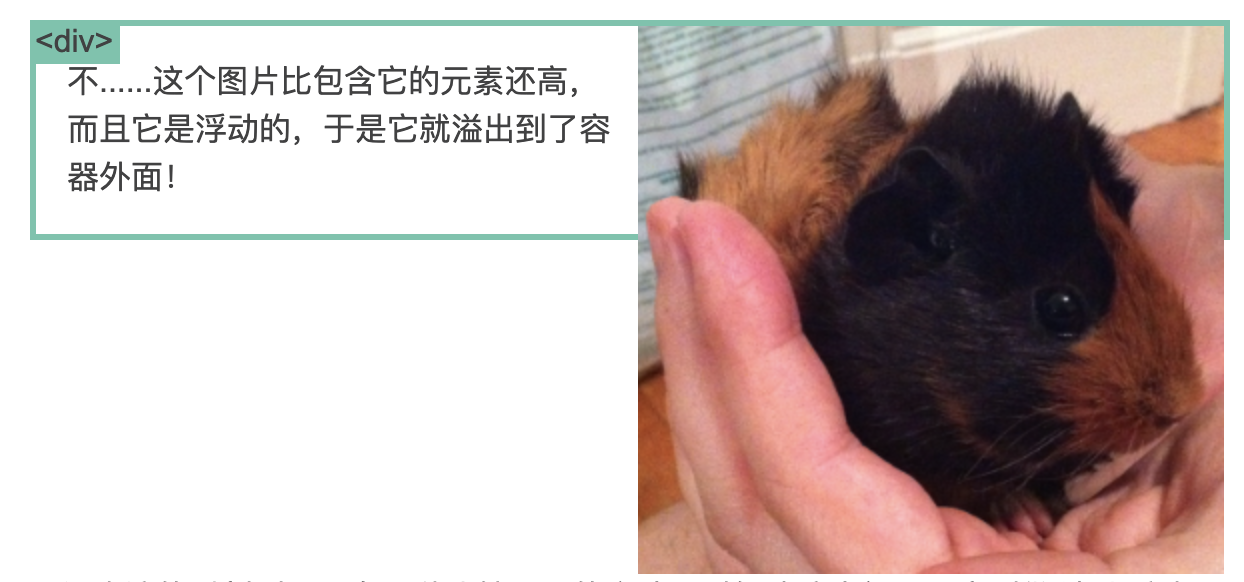 <div>
不......这个图片比包含它的元素还高，
而且它是浮动的，于是它就溢出到了容
器外面！